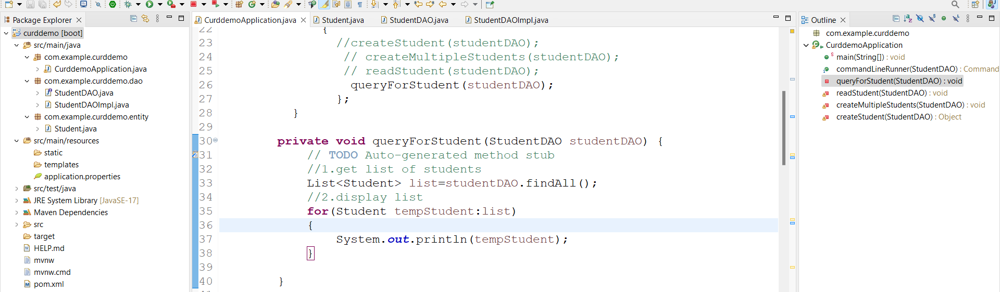 Package Explorer
curddemo [boot]
src/main/java
com.example.curddemo
CurddemoApplication.java
com.example.curddemo.dao
StudentDAO.java
StudentDAOImpl.java
com.example.curddemo.entity
Student.java
src/main/resources
static
templates
application.properties
src/test/java
JRE System Library [JavaSE-17]
Maven Dependencies
src
target
HELP.md
mvnw
mvnw.cmd
pom.xml
CurddemoApplication.java
Student.java
StudentDAO.java
StudentDAOImpl.java
22 {
23 //createStudent(studentDAO);
24 // createMultipleStudents(studentDAO);
25 // readStudent(studentDAO);
26 queryForStudent(studentDAO);
27 };
28 }
29
30 private void queryForStudent(StudentDAO studentDAO) {
31 // TODO Auto-generated method stub
32 //1.get list of students
33 List<Student> list=studentDAO.findAll();
34 //2.display list
35 for(Student tempStudent:list)
36 {
37 System.out.println(tempStudent);
38 }
39
40 }
Outline
com.example.curddemo
CurddemoApplication
main(String[]) : void
commandLineRunner(StudentDAO) : Command
queryForStudent(StudentDAO) : void
readStudent(StudentDAO) : void
createMultipleStudents(StudentDAO) : void
createStudent(StudentDAO) : Object